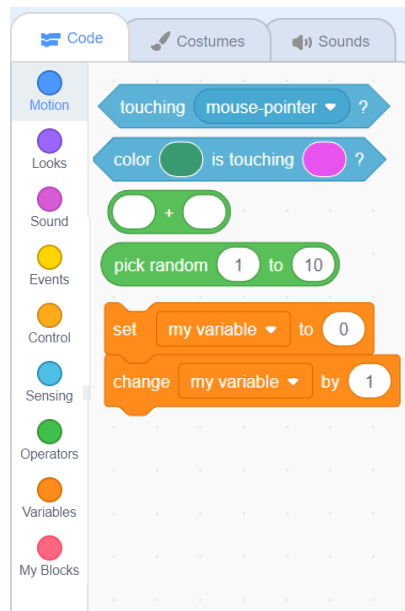 Code Costumes Sounds
Motion
Looks
Sound
Events
Control
Sensing
Operators
Variables
My Blocks
touching mouse-pointer ?
color is touching ?
+
pick random 1 to 10
set my variable to 0
change my variable by 1